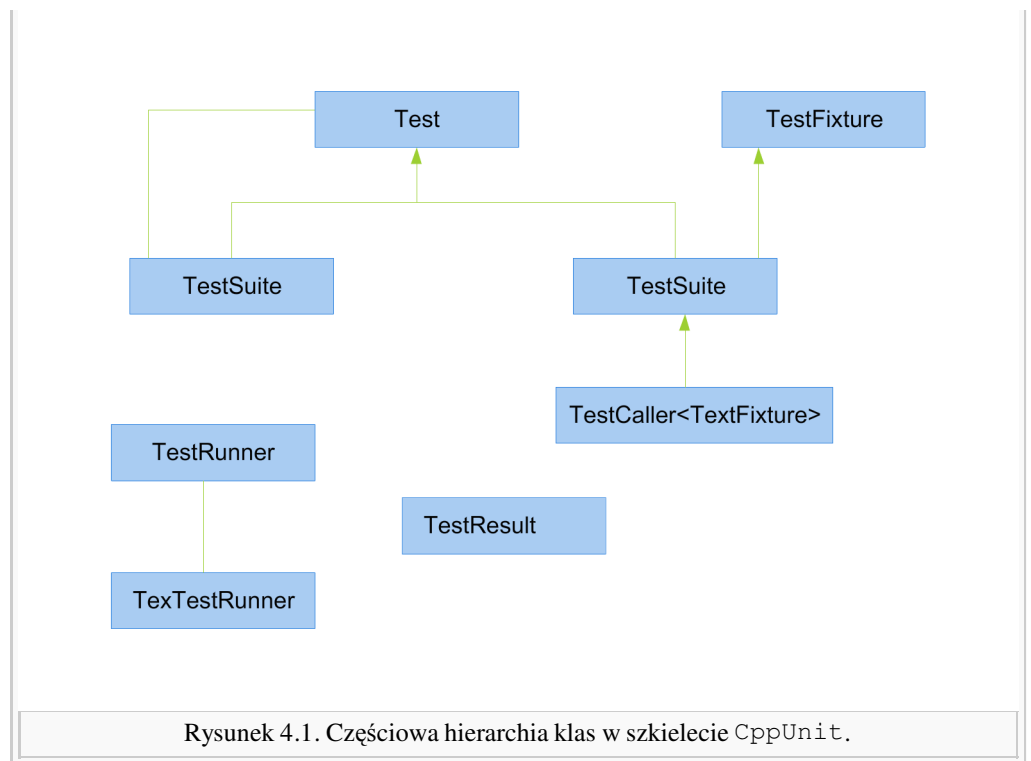 Test
TestFixture
TestSuite
TestSuite
TestCaller<TextFixture>
TestRunner
TestResult
TexTestRunner
Rysunek 4.1. Częściowa hierarchia klas w szkielecie CppUnit.